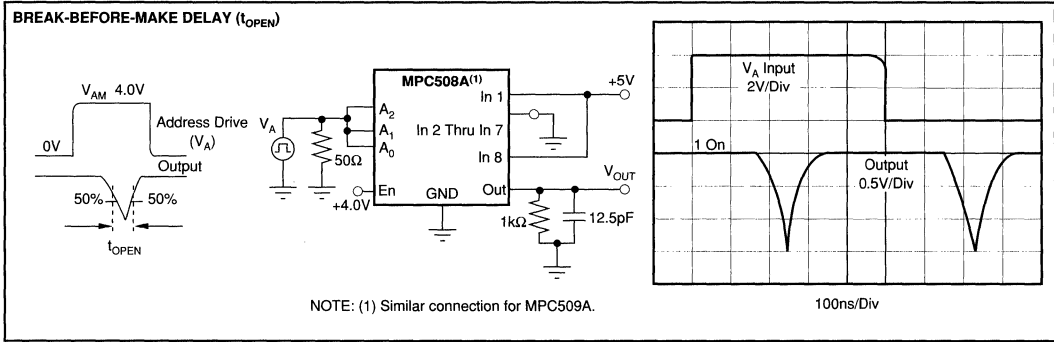 BREAK-BEFORE-MAKE DELAY (tOPEN)
VAM 4.0V
0V
Address Drive
(VA)
Output
50%
50%
tOPEN
VA
50Ω
MPC508A(1)
A2
A1
A0
In 1
In 2 Thru In 7
In 8
En
GND
Out
+4.0V
+5V
VOUT
1kΩ
12.5pF
NOTE: (1) Similar connection for MPC509A.
VA Input
2V/Div
1 On
Output
0.5V/Div
100ns/Div